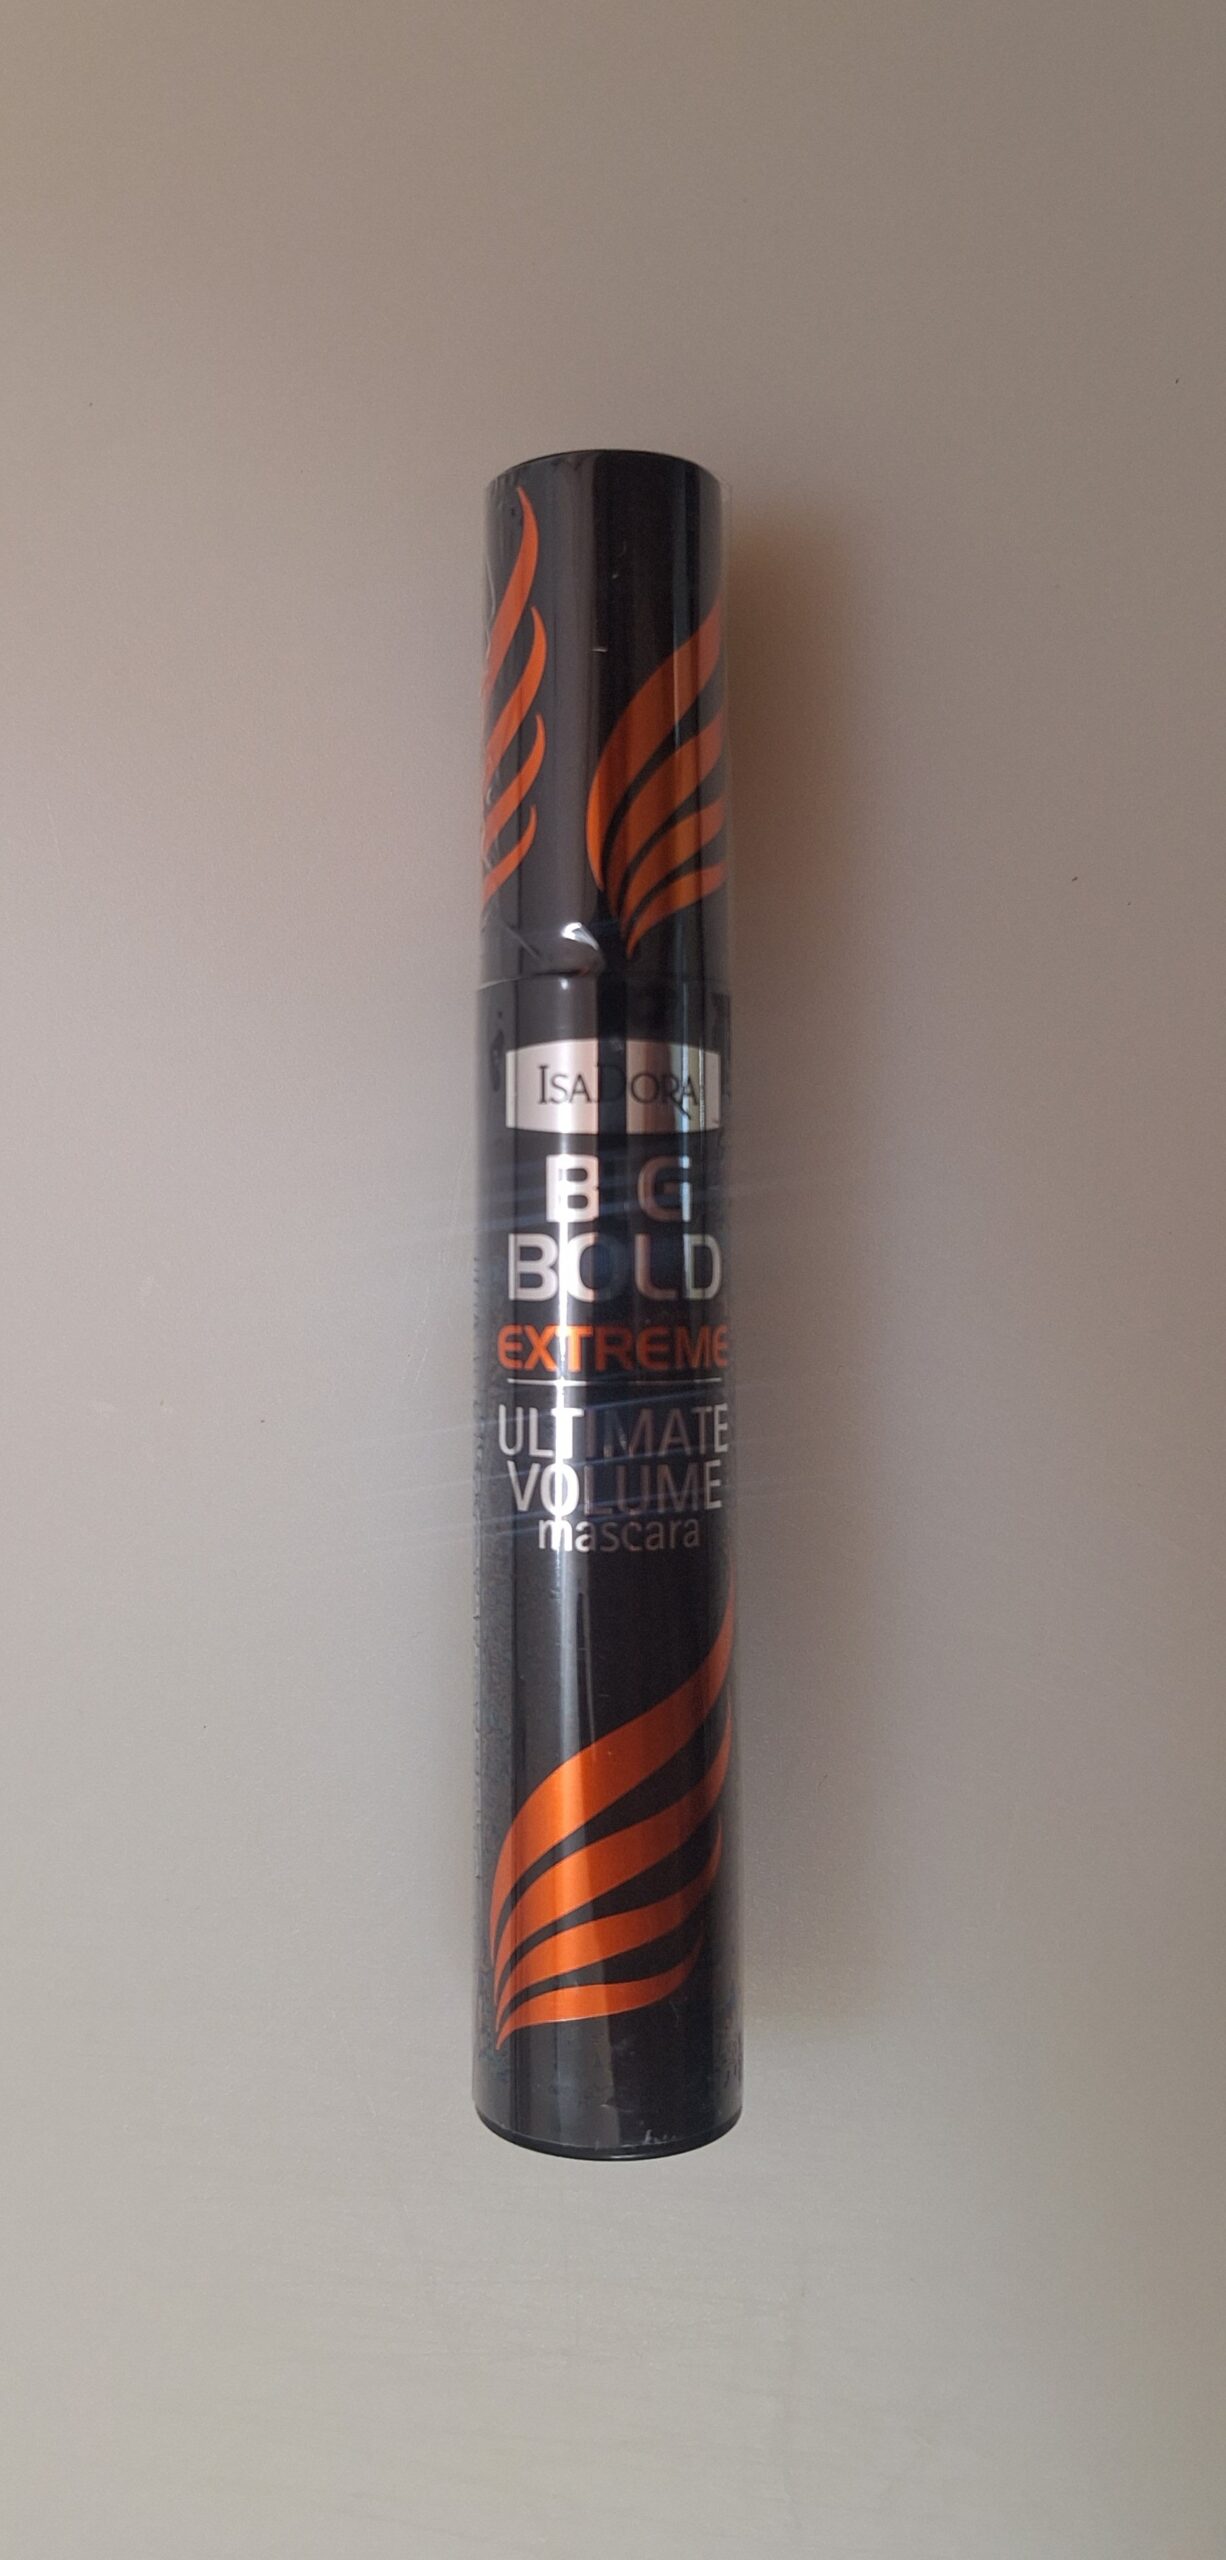 IsaDora
BIG
BOLD
EXTREME
ULTIMATE
VOLUME
mascara